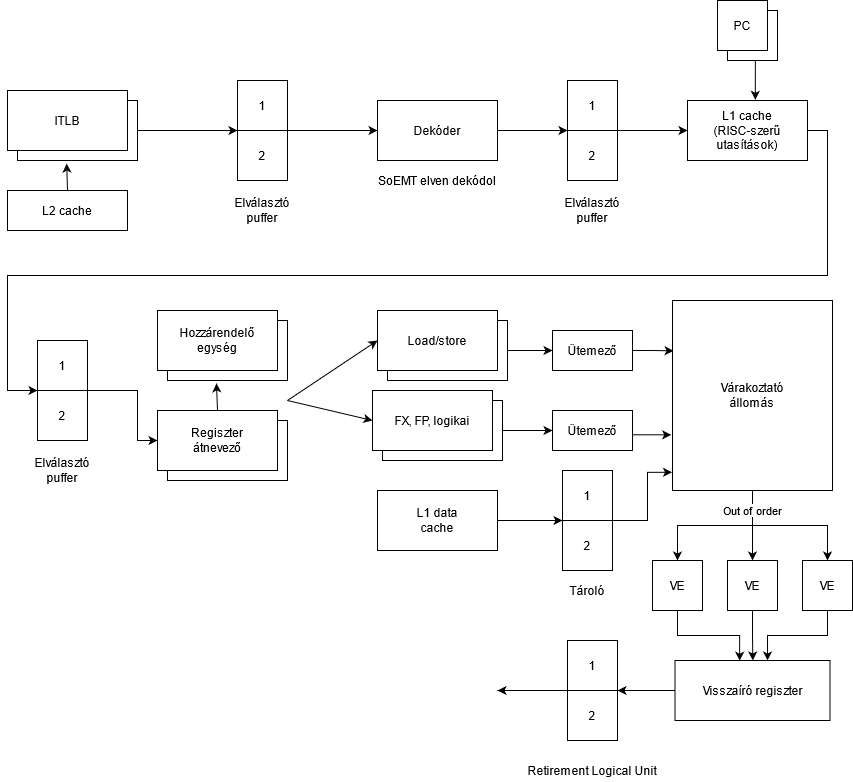 PC
ITLB
L2 cache
1
2
Elválasztó
puffer
Dekóder
SoEMT elven dekódol
1
2
Elválasztó
puffer
L1 cache
(RISC-szerű
utasítások)
1
2
Elválasztó
puffer
Hozzárendelő
egység
Regiszter
átnevező
Load/store
Ütemező
FX, FP, logikai
Ütemező
L1 data
cache
1
2
Tároló
Várakoztató
állomás
Out of order
VE
VE
VE
Visszaíró regiszter
1
2
Retirement Logical Unit